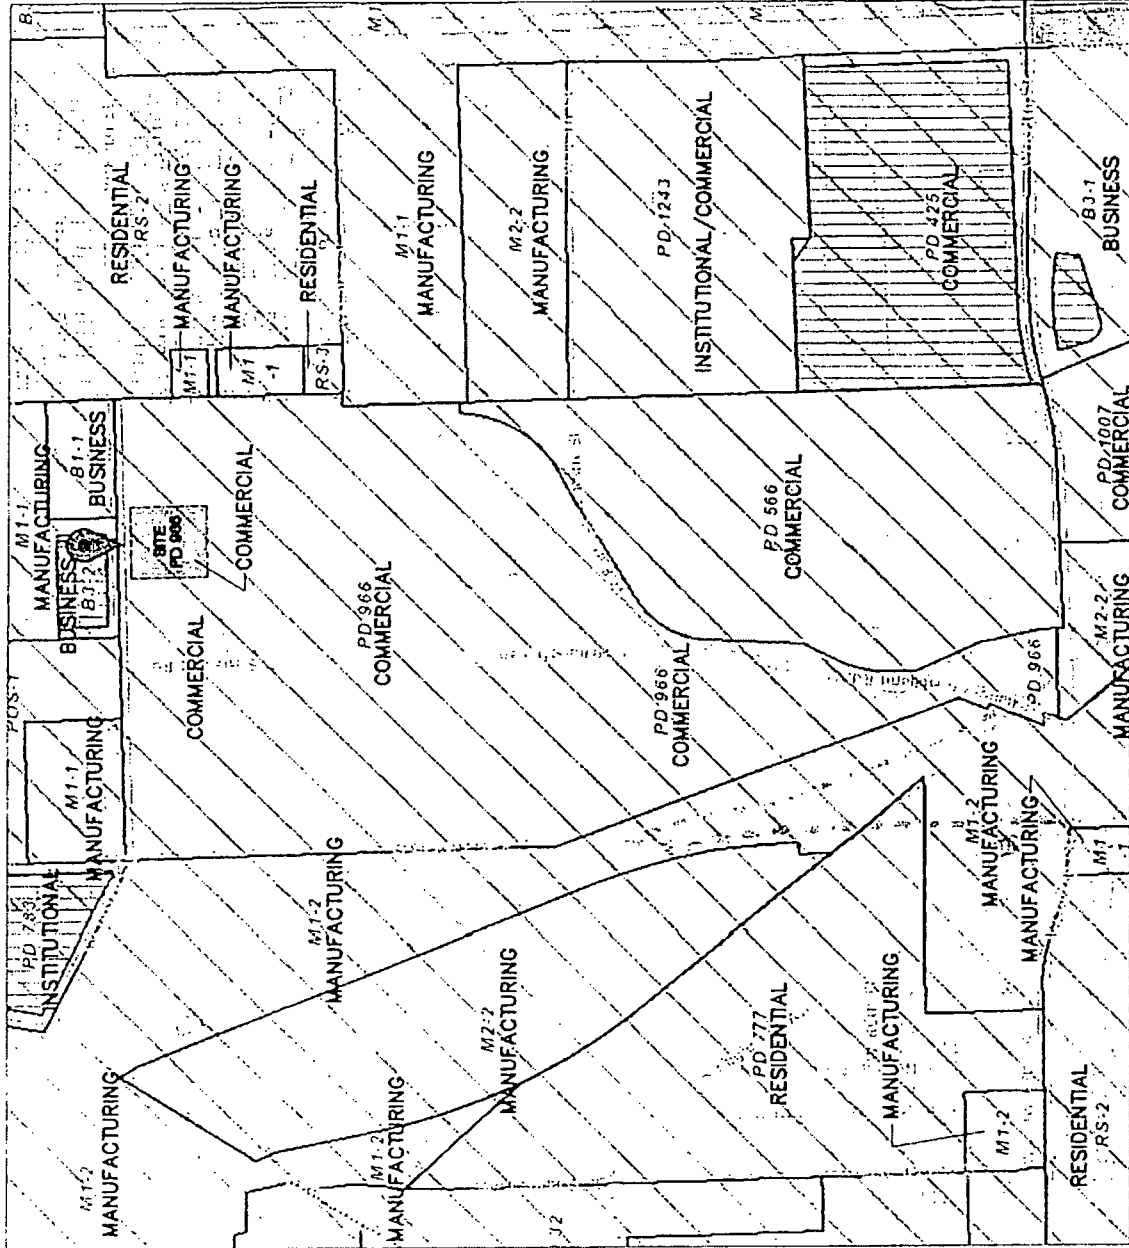 M1-2
MANUFACTURING
PD 783
INSTITUTIONAL
M1-1
MANUFACTURING
POS-1
BUSINESS
B3-2
M1-1
MANUFACTURING
B1-1
BUSINESS
RESIDENTIAL
RS-2
MANUFACTURING
M1-1
MANUFACTURING
M1
-1
RESIDENTIAL
RS-3
SITE
PD 966
COMMERCIAL
COMMERCIAL
M1-2
MANUFACTURING
M1-2
MANUFACTURING
PD 966
COMMERCIAL
M1-1
MANUFACTURING
M2-2
MANUFACTURING
M2-2
MANUFACTURING
PD 966
COMMERCIAL
PD 1243
INSTITUTIONAL/COMMERCIAL
PD 777
RESIDENTIAL
PD 566
COMMERCIAL
MANUFACTURING
M1-2
M1-2
MANUFACTURING
MANUFACTURING
M1
-1
PD 966
PD 425
COMMERCIAL
RESIDENTIAL
RS-2
M2-2
MANUFACTURING
PD 1007
COMMERCIAL
B3-1
BUSINESS